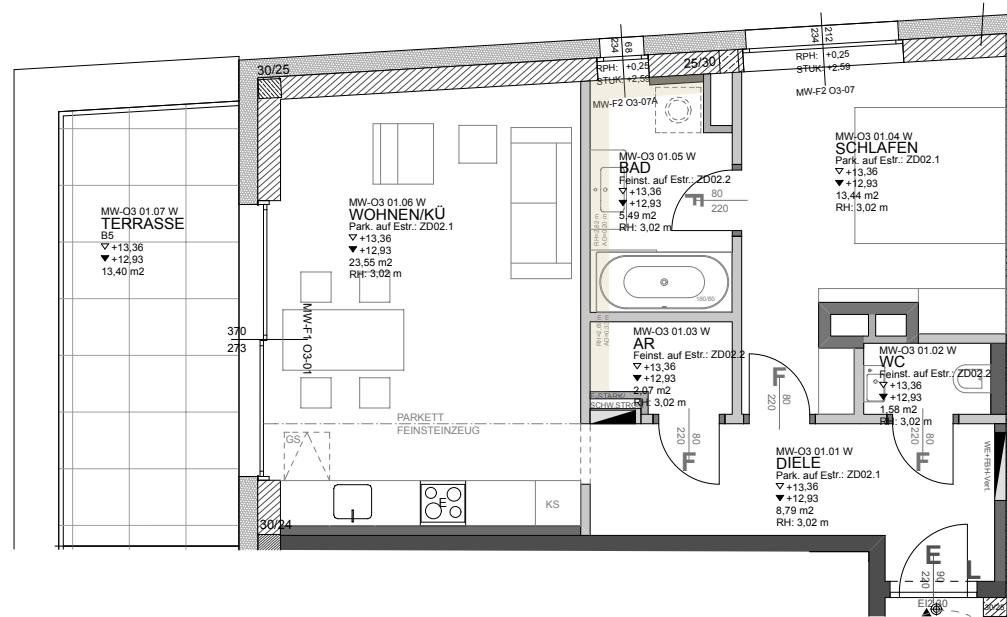 30/25
234
68
RPH: +0,25
STUK: +2,59
MW-F2 O3-07A
25/30
234
212
RPH: +0,25
STUK: +2,59
MW-F2 O3-07
MW-O3 01.07 W
TERRASSE
B5
+13,36
+12,93
13,40 m2
MW-O3 01.06 W
WOHNEN/KÜ
Park. auf Estr.: ZD02.1
+13,36
+12,93
23,55 m2
RH: 3,02 m
MW-O3 01.05 W
BAD
Feinst. auf Estr.: ZD02.2
+13,36
+12,93
5,49 m2
RH: 3,02 m
80
220
F
MW-O3 01.04 W
SCHLAFEN
Park. auf Estr.: ZD02.1
+13,36
+12,93
13,44 m2
RH: 3,02 m
180/80
370
273
MW-F1 O3-01
MW-O3 01.03 W
AR
Feinst. auf Estr.: ZD02.2
+13,36
+12,93
2,07 m2
RH: 3,02 m
SCHW.STRO
MW-O3 01.02 W
WC
Feinst. auf Estr.: ZD02.2
+13,36
+12,93
1,58 m2
RH: 3,02 m
F
80
220
PARKETT
FEINSTEINZEUG
GS
80
220
F
80
220
F
MW-O3 01.01 W
DIELE
Park. auf Estr.: ZD02.1
+13,36
+12,93
8,79 m2
RH: 3,02 m
WE+FBH-Vert.
E
KS
30/24
E
90
220
L
EI2 30
30/25